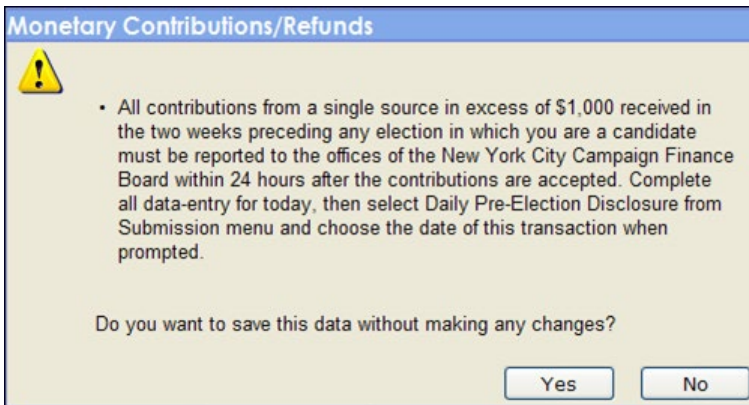 Monetary Contributions/Refunds
• All contributions from a single source in excess of $1,000 received in
the two weeks preceding any election in which you are a candidate
must be reported to the offices of the New York City Campaign Finance
Board within 24 hours after the contributions are accepted. Complete
all data-entry for today, then select Daily Pre-Election Disclosure from
Submission menu and choose the date of this transaction when
prompted.
Do you want to save this data without making any changes?
Yes No